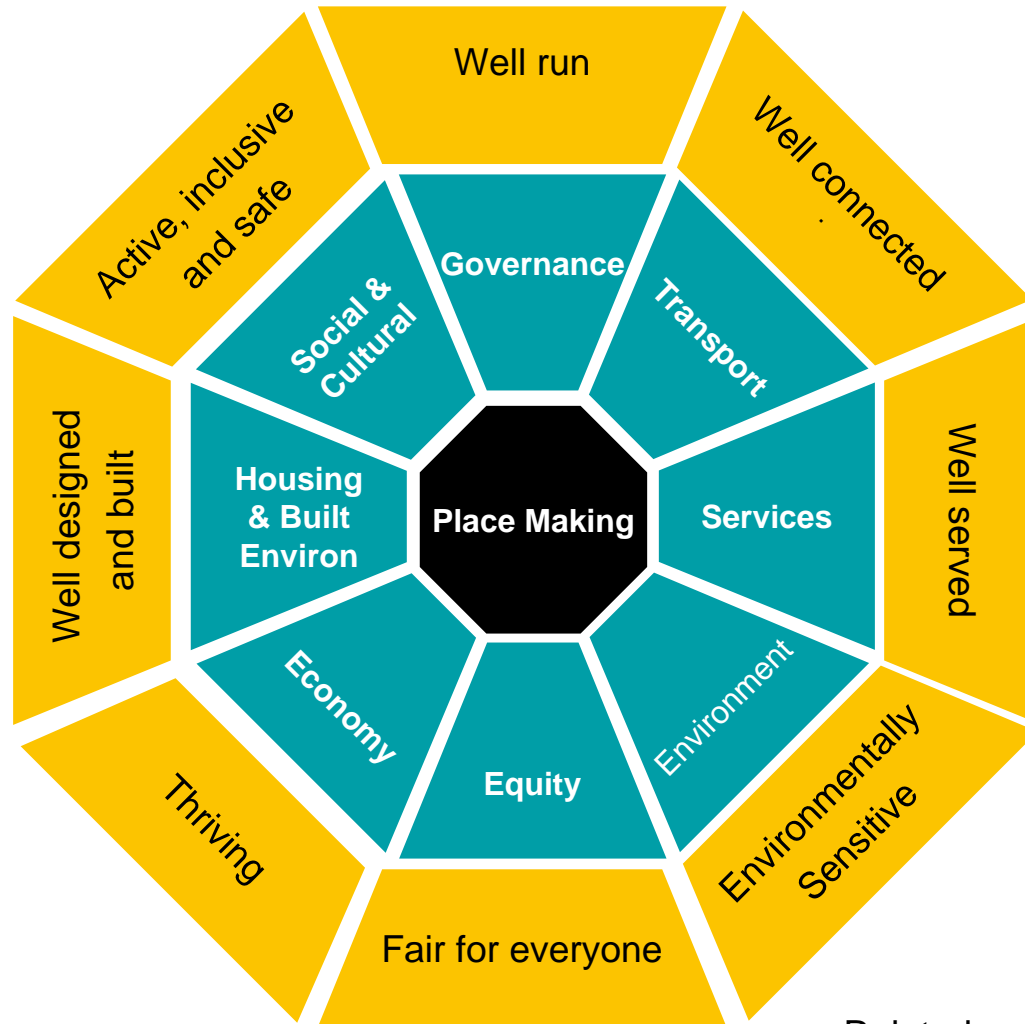 Well run
Well connected
.
Well served
Environmentally
Sensitive
Fair for everyone
Thriving
Well designed
and built
Active, inclusive
and safe
Governance
Transport
Services
Environment
Equity
Economy
Housing
& Built
Environ
Social &
Cultural
Place Making